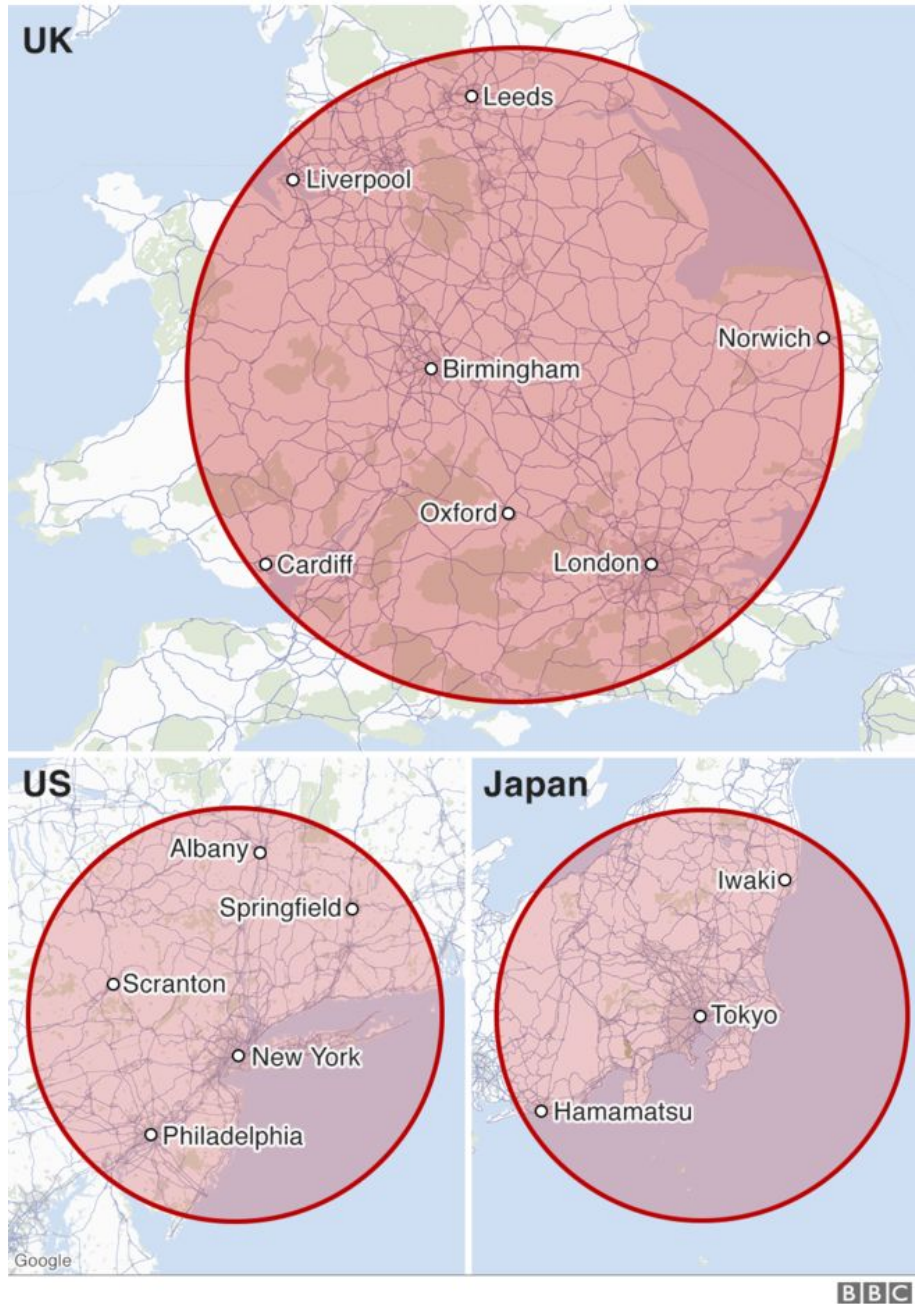 UK
Leeds
Liverpool
Norwich
Birmingham
Oxford
Cardiff
London
US
Albany
Springfield
Scranton
New York
Philadelphia
Google
Japan
Iwaki
Tokyo
Hamamatsu
BBC